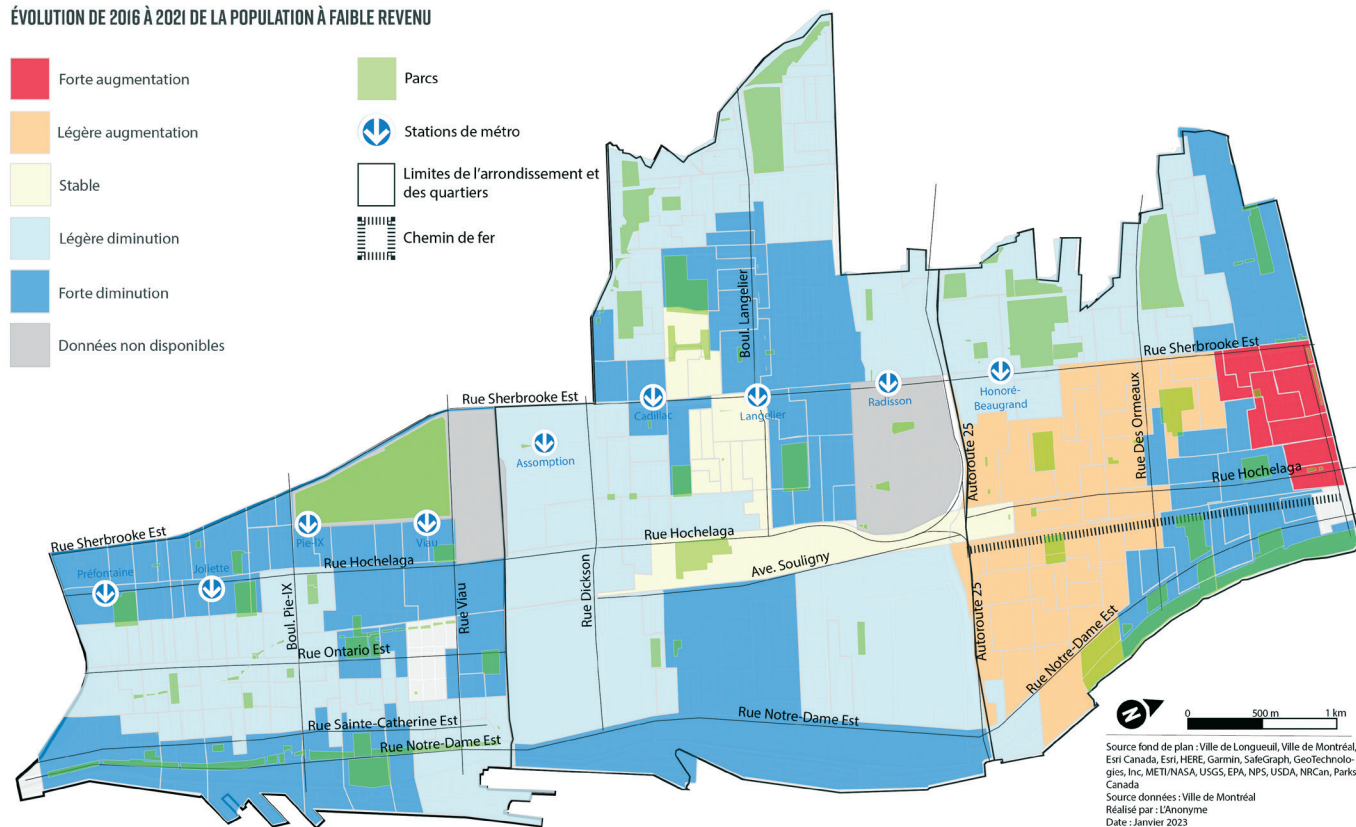 ÉVOLUTION DE 2016 À 2021 DE LA POPULATION À FAIBLE REVENU
Forte augmentation
Légère augmentation
Stable
Légère diminution
Forte diminution
Données non disponibles
Parcs
Stations de métro
Limites de l'arrondissement et
des quartiers
Chemin de fer
Boul. Langelier
Rue Sherbrooke Est
Rue Sherbrooke Est
Cadillac
Langelier
Radisson
Honoré-
Beaugrand
Assomption
Autoroute 25
Rue Des Ormeaux
Rue Hochelaga
Rue Sherbrooke Est
Pie-IX
Viau
Rue Hochelaga
Rue Hochelaga
Ave. Souligny
Préfontaine
Joliette
Boul. Pie-IX
Rue Viau
Rue Dickson
Autoroute 25
Rue Ontario Est
Rue Notre-Dame Est
Rue Sainte-Catherine Est
Rue Notre-Dame Est
Rue Notre-Dame Est
N
0 500 m 1 km
Source fond de plan : Ville de Longueuil, Ville de Montréal,
Esri Canada, Esri, HERE, Garmin, SafeGraph, GeoTechnolo-
gies, Inc, METI/NASA, USGS, EPA, NPS, USDA, NRCan, Parks
Canada
Source données : Ville de Montréal
Réalisé par : L'Anonyme
Date : Janvier 2023